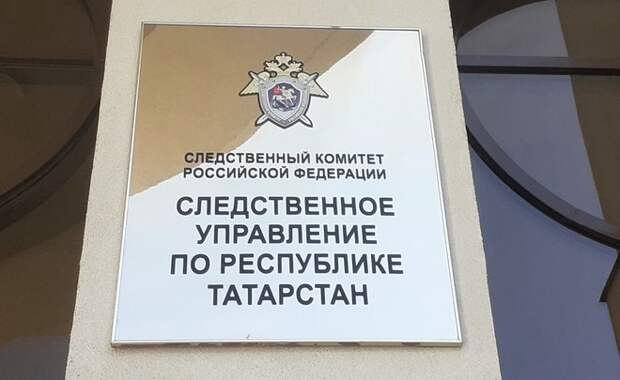 СЛЕДСТВЕННЫЙ КОМИТЕТ
РОССИЙСКОЙ ФЕДЕРАЦИИ
СЛЕДСТВЕННОЕ
УПРАВЛЕНИЕ
ПО РЕСПУБЛИКЕ
ТАТАРСТАН